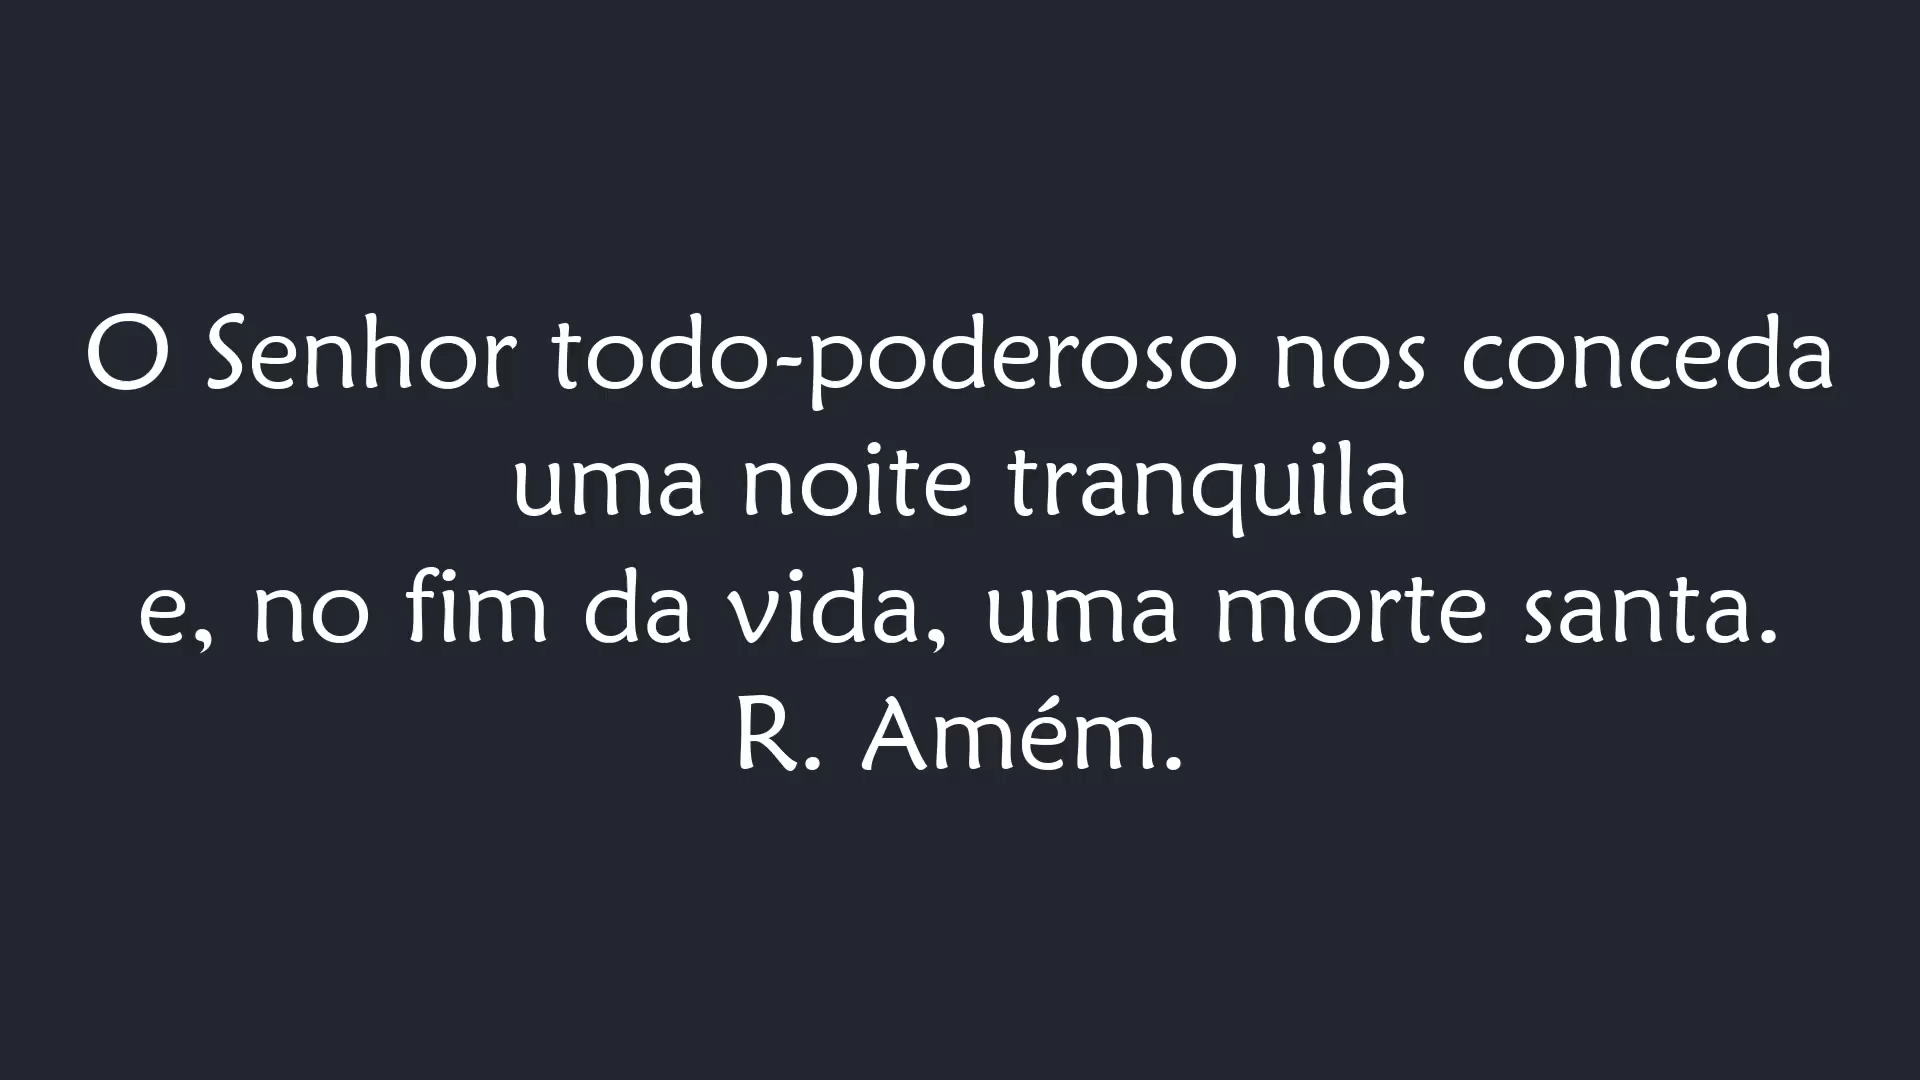 O Senhor todo-poderoso nos conceda
uma noite tranquila
e, no fim da vida, uma morte santa.
R. Amém.